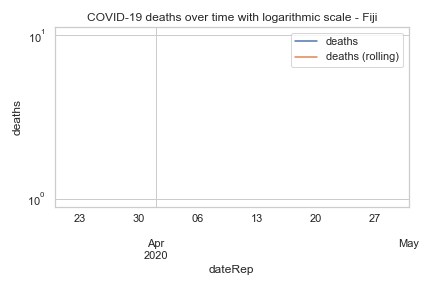 COVID-19 deaths over time with logarithmic scale - Fiji
10¹
deaths
deaths (rolling)
deaths
10⁰
23 30 06 13 20 27
Apr May
2020
dateRep